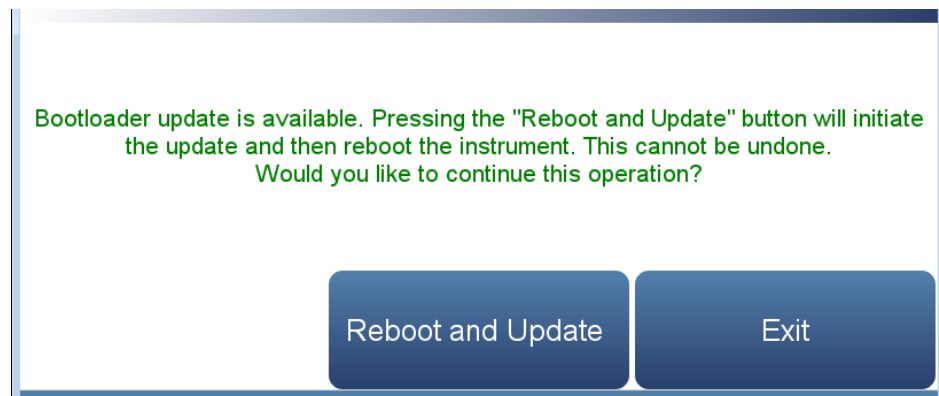 Bootloader update is available. Pressing the "Reboot and Update" button will initiate
the update and then reboot the instrument. This cannot be undone.
Would you like to continue this operation?
Reboot and Update
Exit